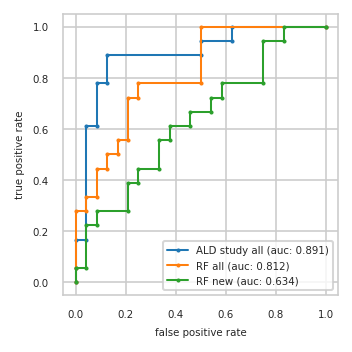 true positive rate
1.0
0.8
0.6
0.4
0.2
0.0
ALD study all (auc: 0.891)
RF all (auc: 0.812)
RF new (auc: 0.634)
0.0 0.2 0.4 0.6 0.8 1.0
false positive rate